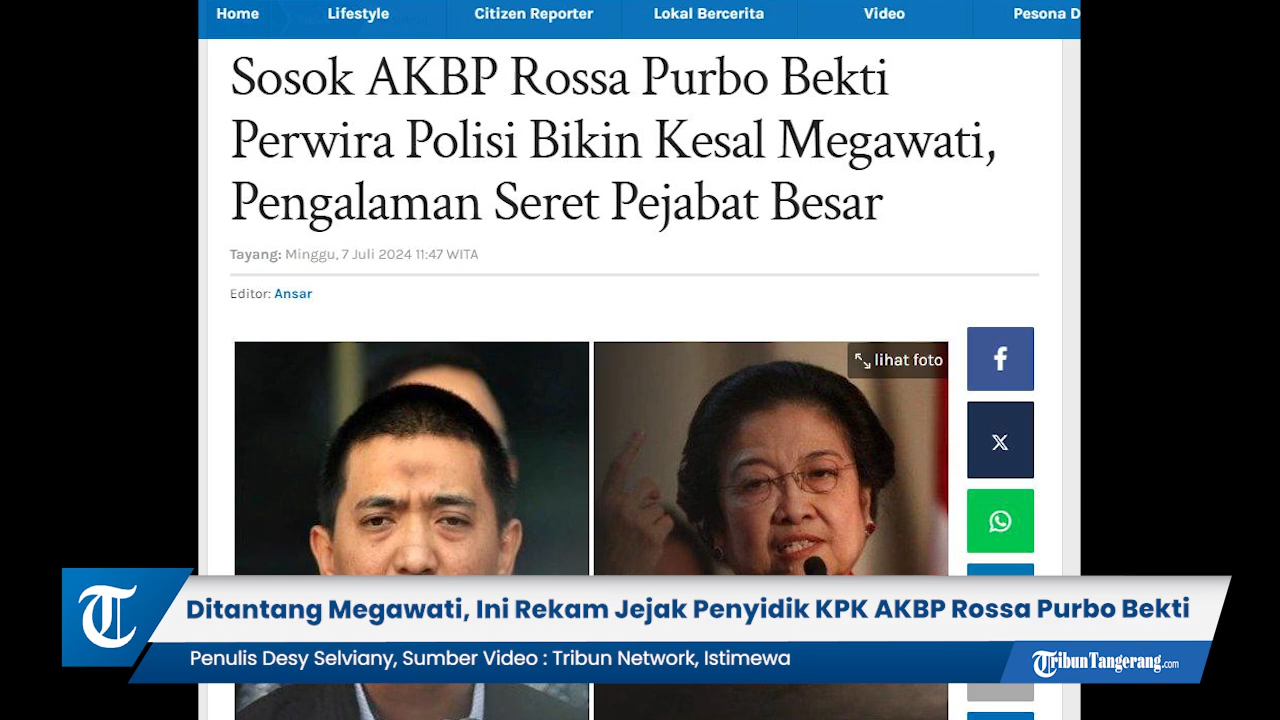 Home Lifestyle Citizen Reporter Lokal Bercerita Video Pesona D
Sosok AKBP Rossa Purbo Bekti
Perwira Polisi Bikin Kesal Megawati,
Pengalaman Seret Pejabat Besar
Tayang: Minggu, 7 Juli 2024 11:47 WITA
Editor: Ansar
lihat foto
Ditantang Megawati, Ini Rekam Jejak Penyidik KPK AKBP Rossa Purbo Bekti
Penulis Desy Selviany, Sumber Video : Tribun Network, Istimewa
TribunTangerang.com